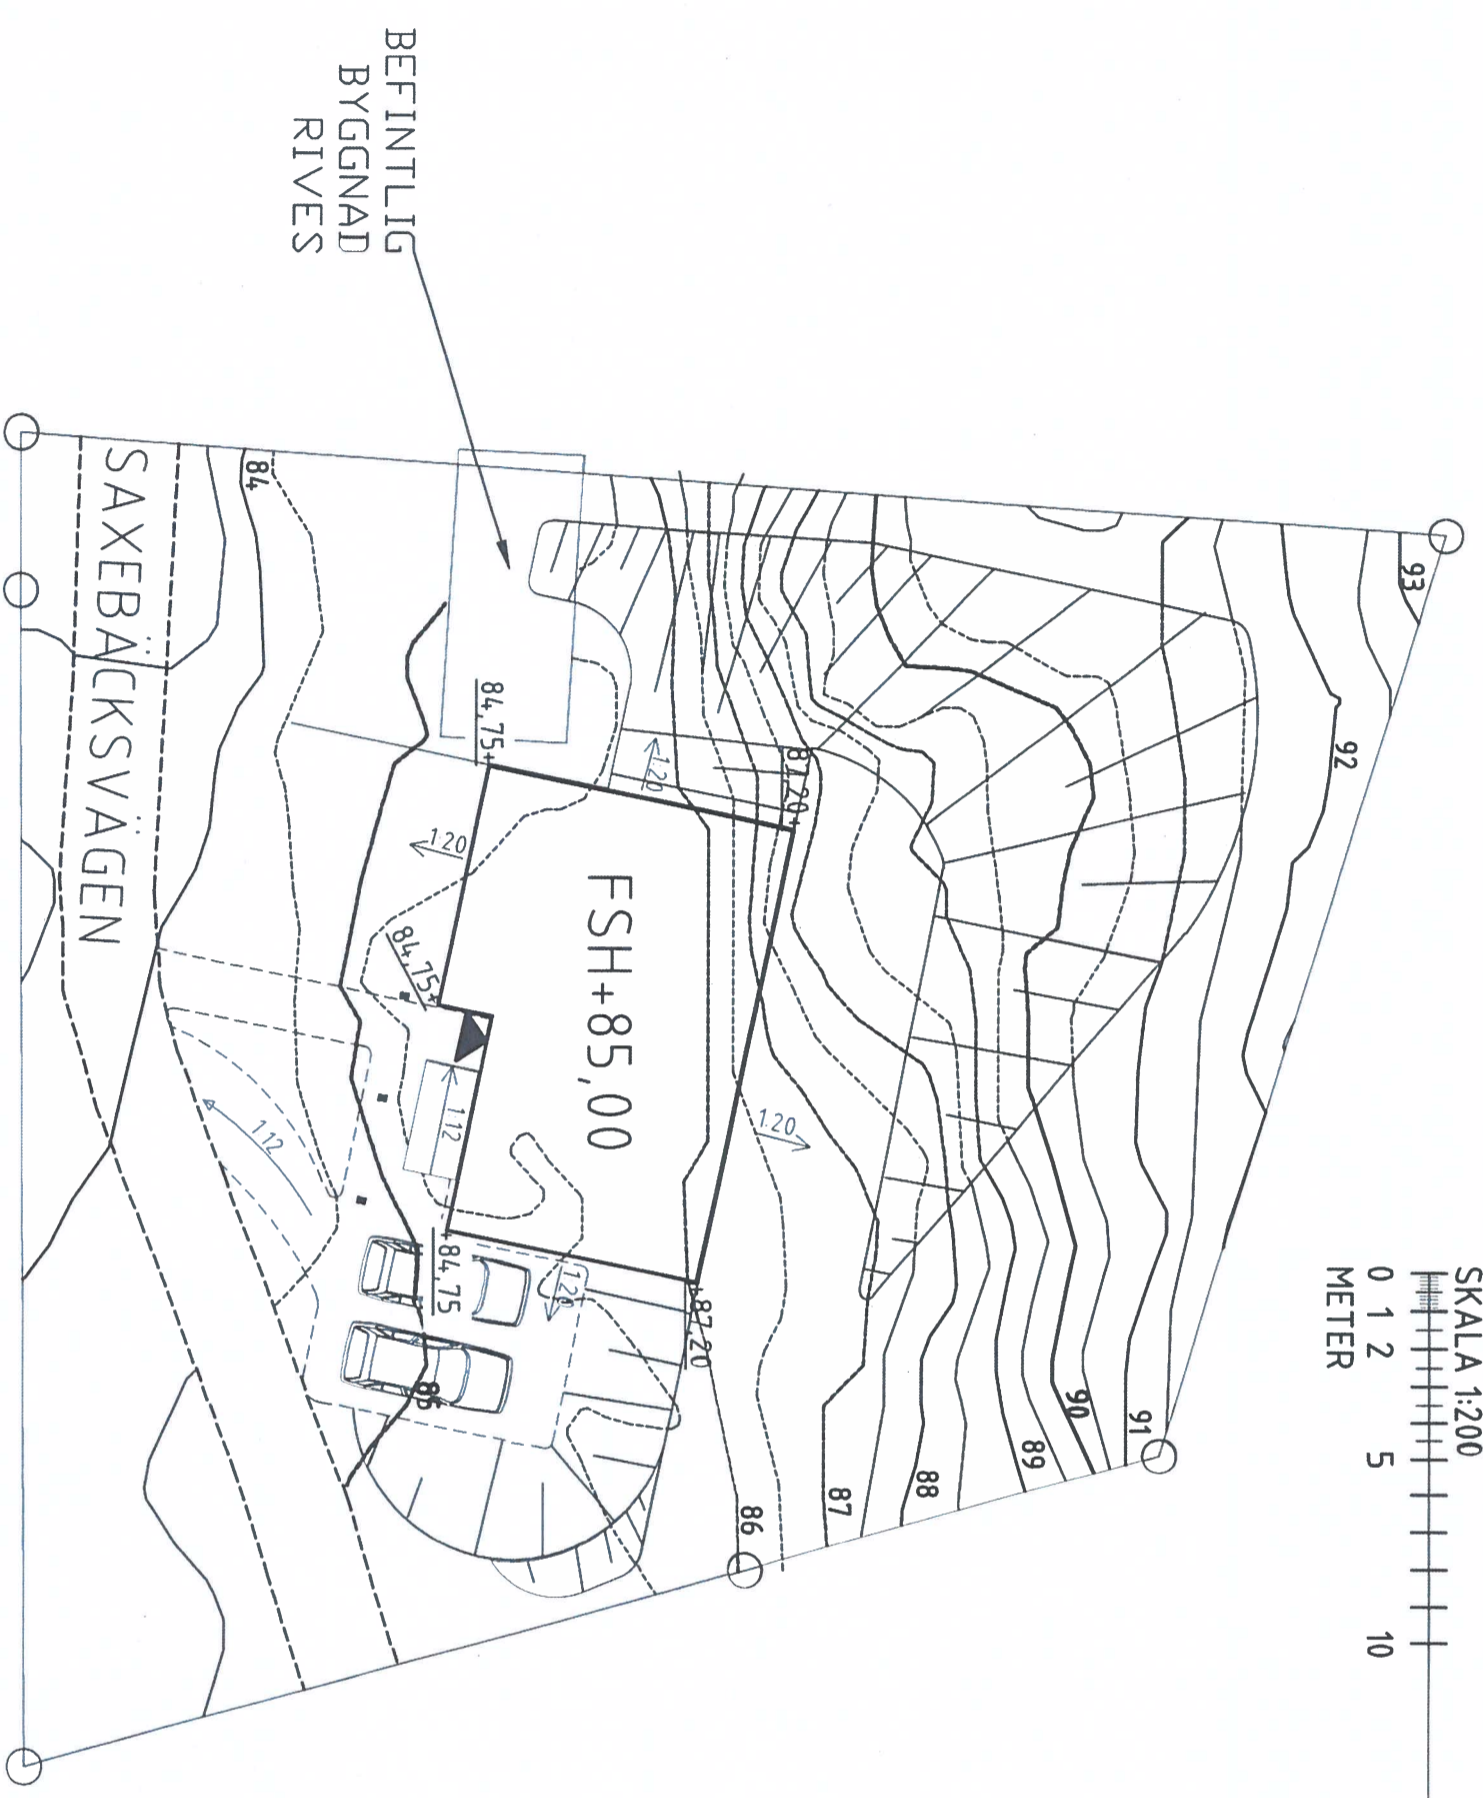 BEFINTLIG
BYGGNAD
RIVES
SKALA 1:200
0 1 2 5 10
METER
93
92
91
90
89
88
87
86
85
84
SAXEBÄCKSVÄGEN
FSH+85,00
84,75+
87,20+
84,75+
+84,75
+87,20
1:20
1:20
1:20
1:20
1:12
1:12